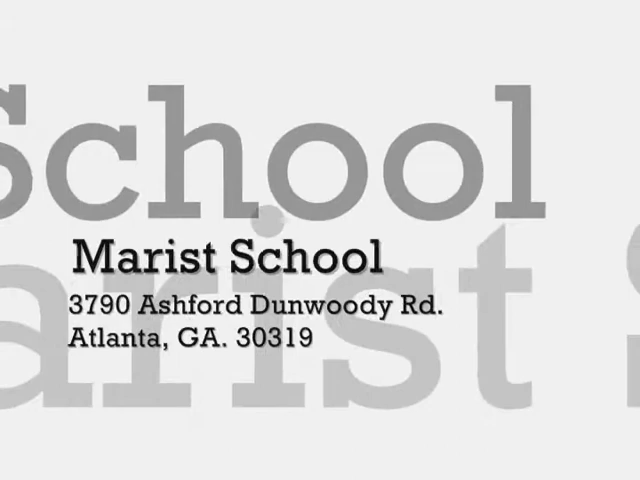 School
Marist School
3790 Ashford Dunwoody Rd.
Atlanta, GA. 30319
arist S